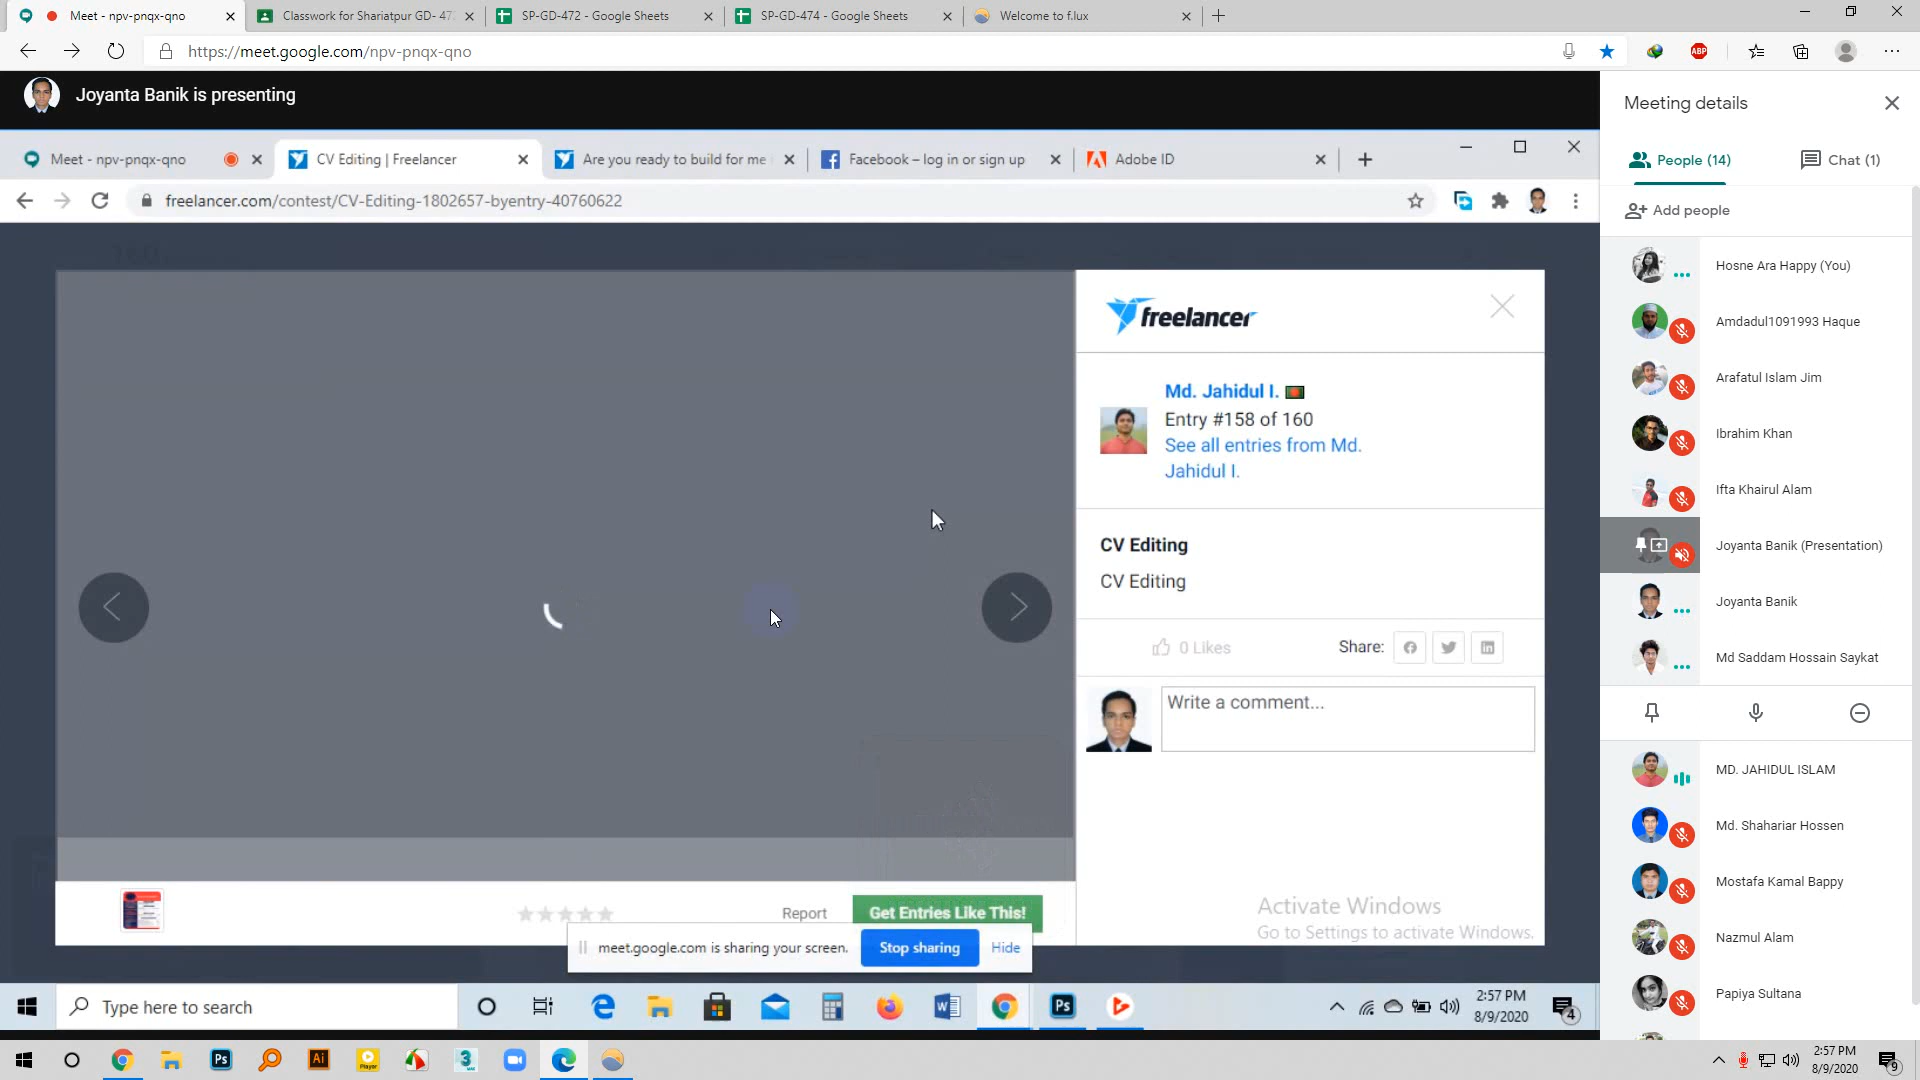 Meet - npv-pnqx-qno
Classwork for Shariatpur GD- 47
SP-GD-472 - Google Sheets
SP-GD-474 - Google Sheets
Welcome to f.lux
https://meet.google.com/npv-pnqx-qno
ABP
Joyanta Banik is presenting
Meet - npv-pnqx-qno
CV Editing | Freelancer
Are you ready to build for me
Facebook – log in or sign up
Adobe ID
freelancer.com/contest/CV-Editing-1802657-byentry-40760622
freelancer
Md. Jahidul I.
Entry #158 of 160
See all entries from Md.
Jahidul I.
CV Editing
CV Editing
0 Likes
Share:
Write a comment...
Report
Get Entries Like This!
Activate Windows
Go to Settings to activate Windows.
meet.google.com is sharing your screen.
Stop sharing
Hide
Type here to search
Ps
2:57 PM
8/9/2020
4
Meeting details
People (14)
Chat (1)
Add people
Hosne Ara Happy (You)
Amdadul1091993 Haque
Arafatul Islam Jim
Ibrahim Khan
Ifta Khairul Alam
Joyanta Banik (Presentation)
Joyanta Banik
Md Saddam Hossain Saykat
MD. JAHIDUL ISLAM
Md. Shahariar Hossen
Mostafa Kamal Bappy
Nazmul Alam
Papiya Sultana
Ps
Ai
Player
3
2:57 PM
8/9/2020
9